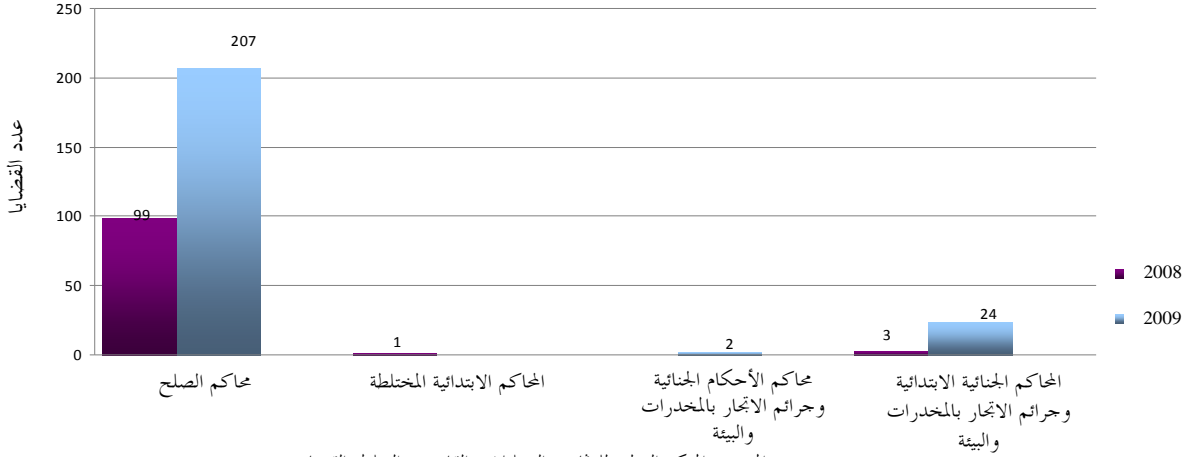 250
207
200
عدد القضايا
150
99
100
2008
50
2009
24
3
2
1
0
محاكم الصلح
المحاكم الابتدائية المختلطة
محاكم الأحكام الجنائية
وجرائم الاتجار بالمخدرات
والبيئة
المحاكم الجنائية الابتدائية
وجرائم الاتجار بالمخدرات
والبيئة